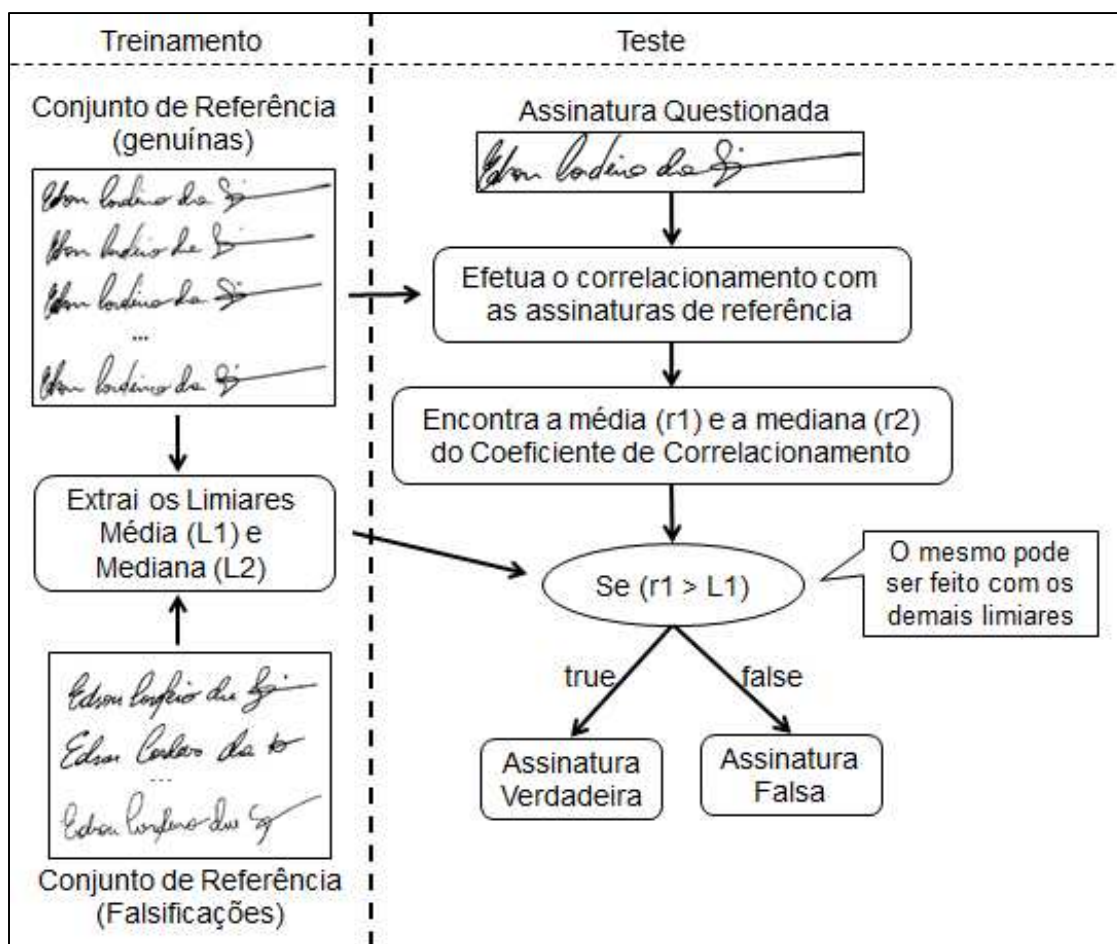 Treinamento
Teste
Conjunto de Referência
(genuínas)
...
Extrai os Limiares
Média (L1) e
Mediana (L2)
...
Conjunto de Referência
(Falsificações)
Assinatura Questionada
Efetua o correlacionamento com
as assinaturas de referência
Encontra a média (r1) e a mediana (r2)
do Coeficiente de Correlacionamento
Se (r1 > L1)
O mesmo pode
ser feito com os
demais limiares
true
false
Assinatura
Verdadeira
Assinatura
Falsa